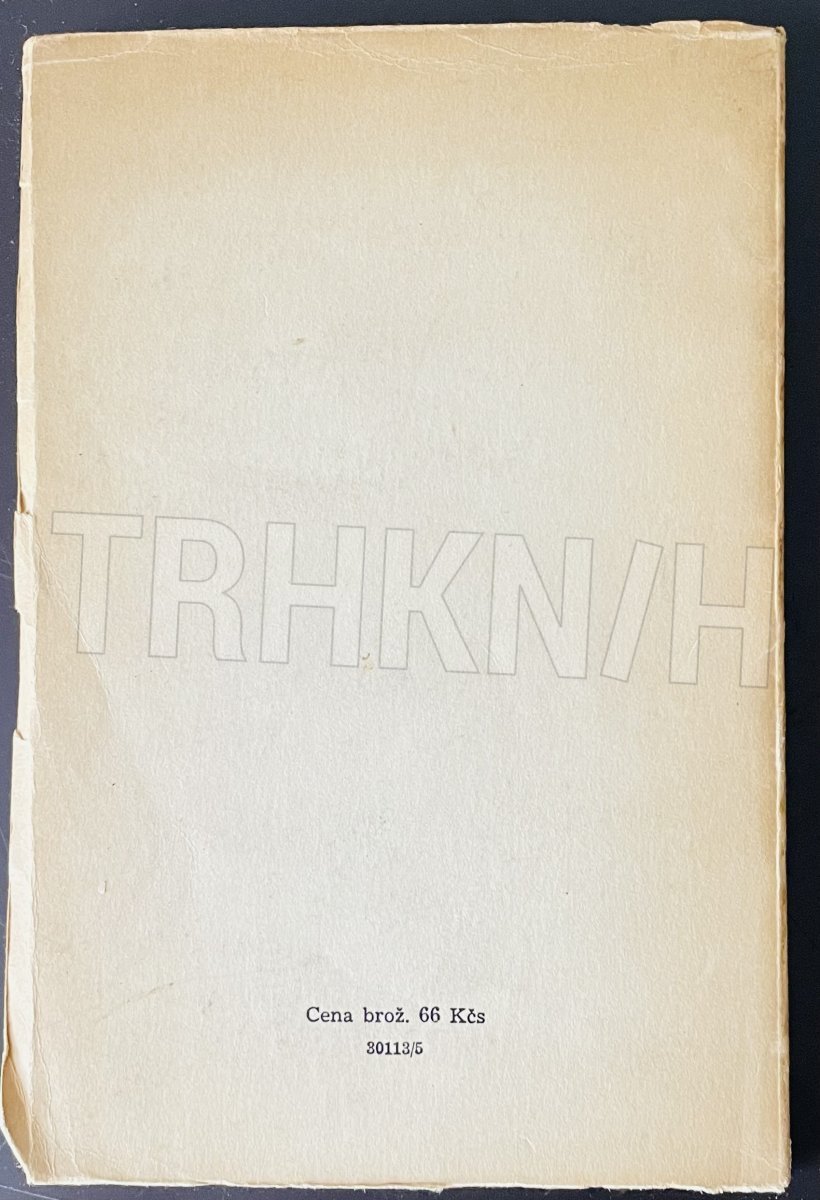 TRHKN/H
Cena brož. 66 Kčs
30113/5